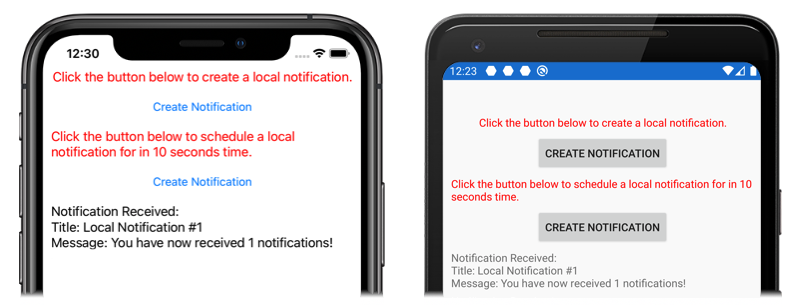 12:30
Click the button below to create a local notification.
Create Notification
Click the button below to schedule a local
notification for in 10 seconds time.
Create Notification
Notification Received:
Title: Local Notification #1
Message: You have now received 1 notifications!
12:23
Click the button below to create a local notification.
CREATE NOTIFICATION
Click the button below to schedule a local notification for in 10
seconds time.
CREATE NOTIFICATION
Notification Received:
Title: Local Notification #1
Message: You have now received 1 notifications!